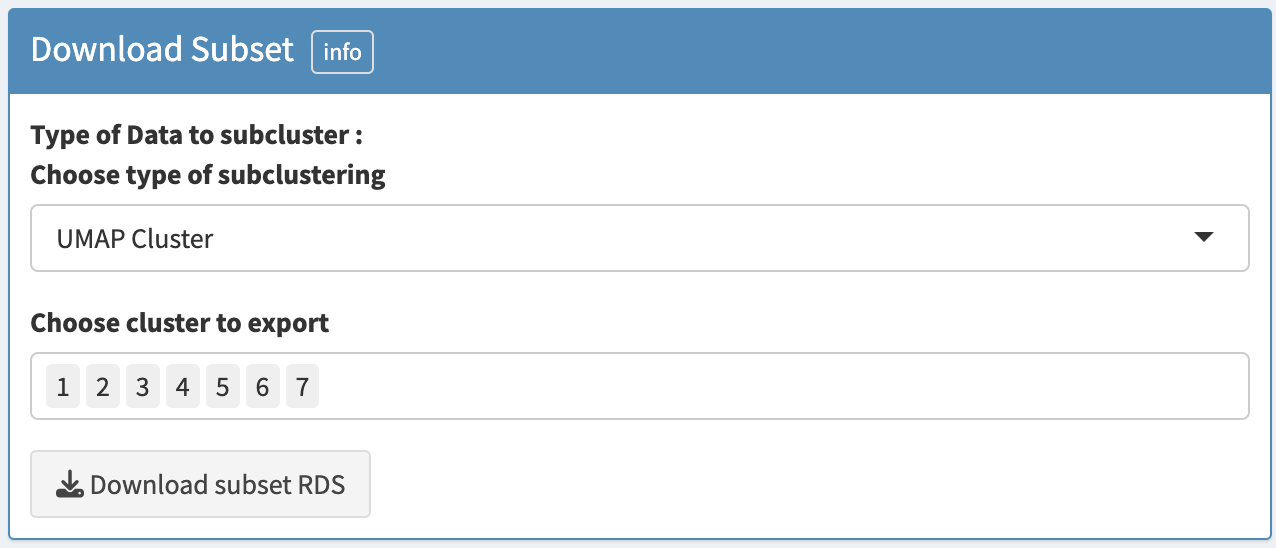 Download Subset info
Type of Data to subcluster :
Choose type of subclustering
UMAP Cluster
Choose cluster to export
1 2 3 4 5 6 7
Download subset RDS